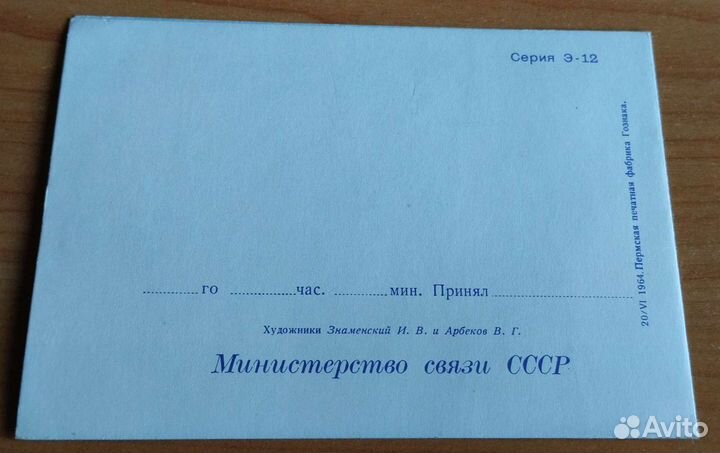 Серия Э-12
20/VI 1964. Пермская печатная фабрика Гознака.
го час. мин. Принял
Художники Знаменский И. В. и Арбеков В. Г.
Министерство связи СССР
Avito